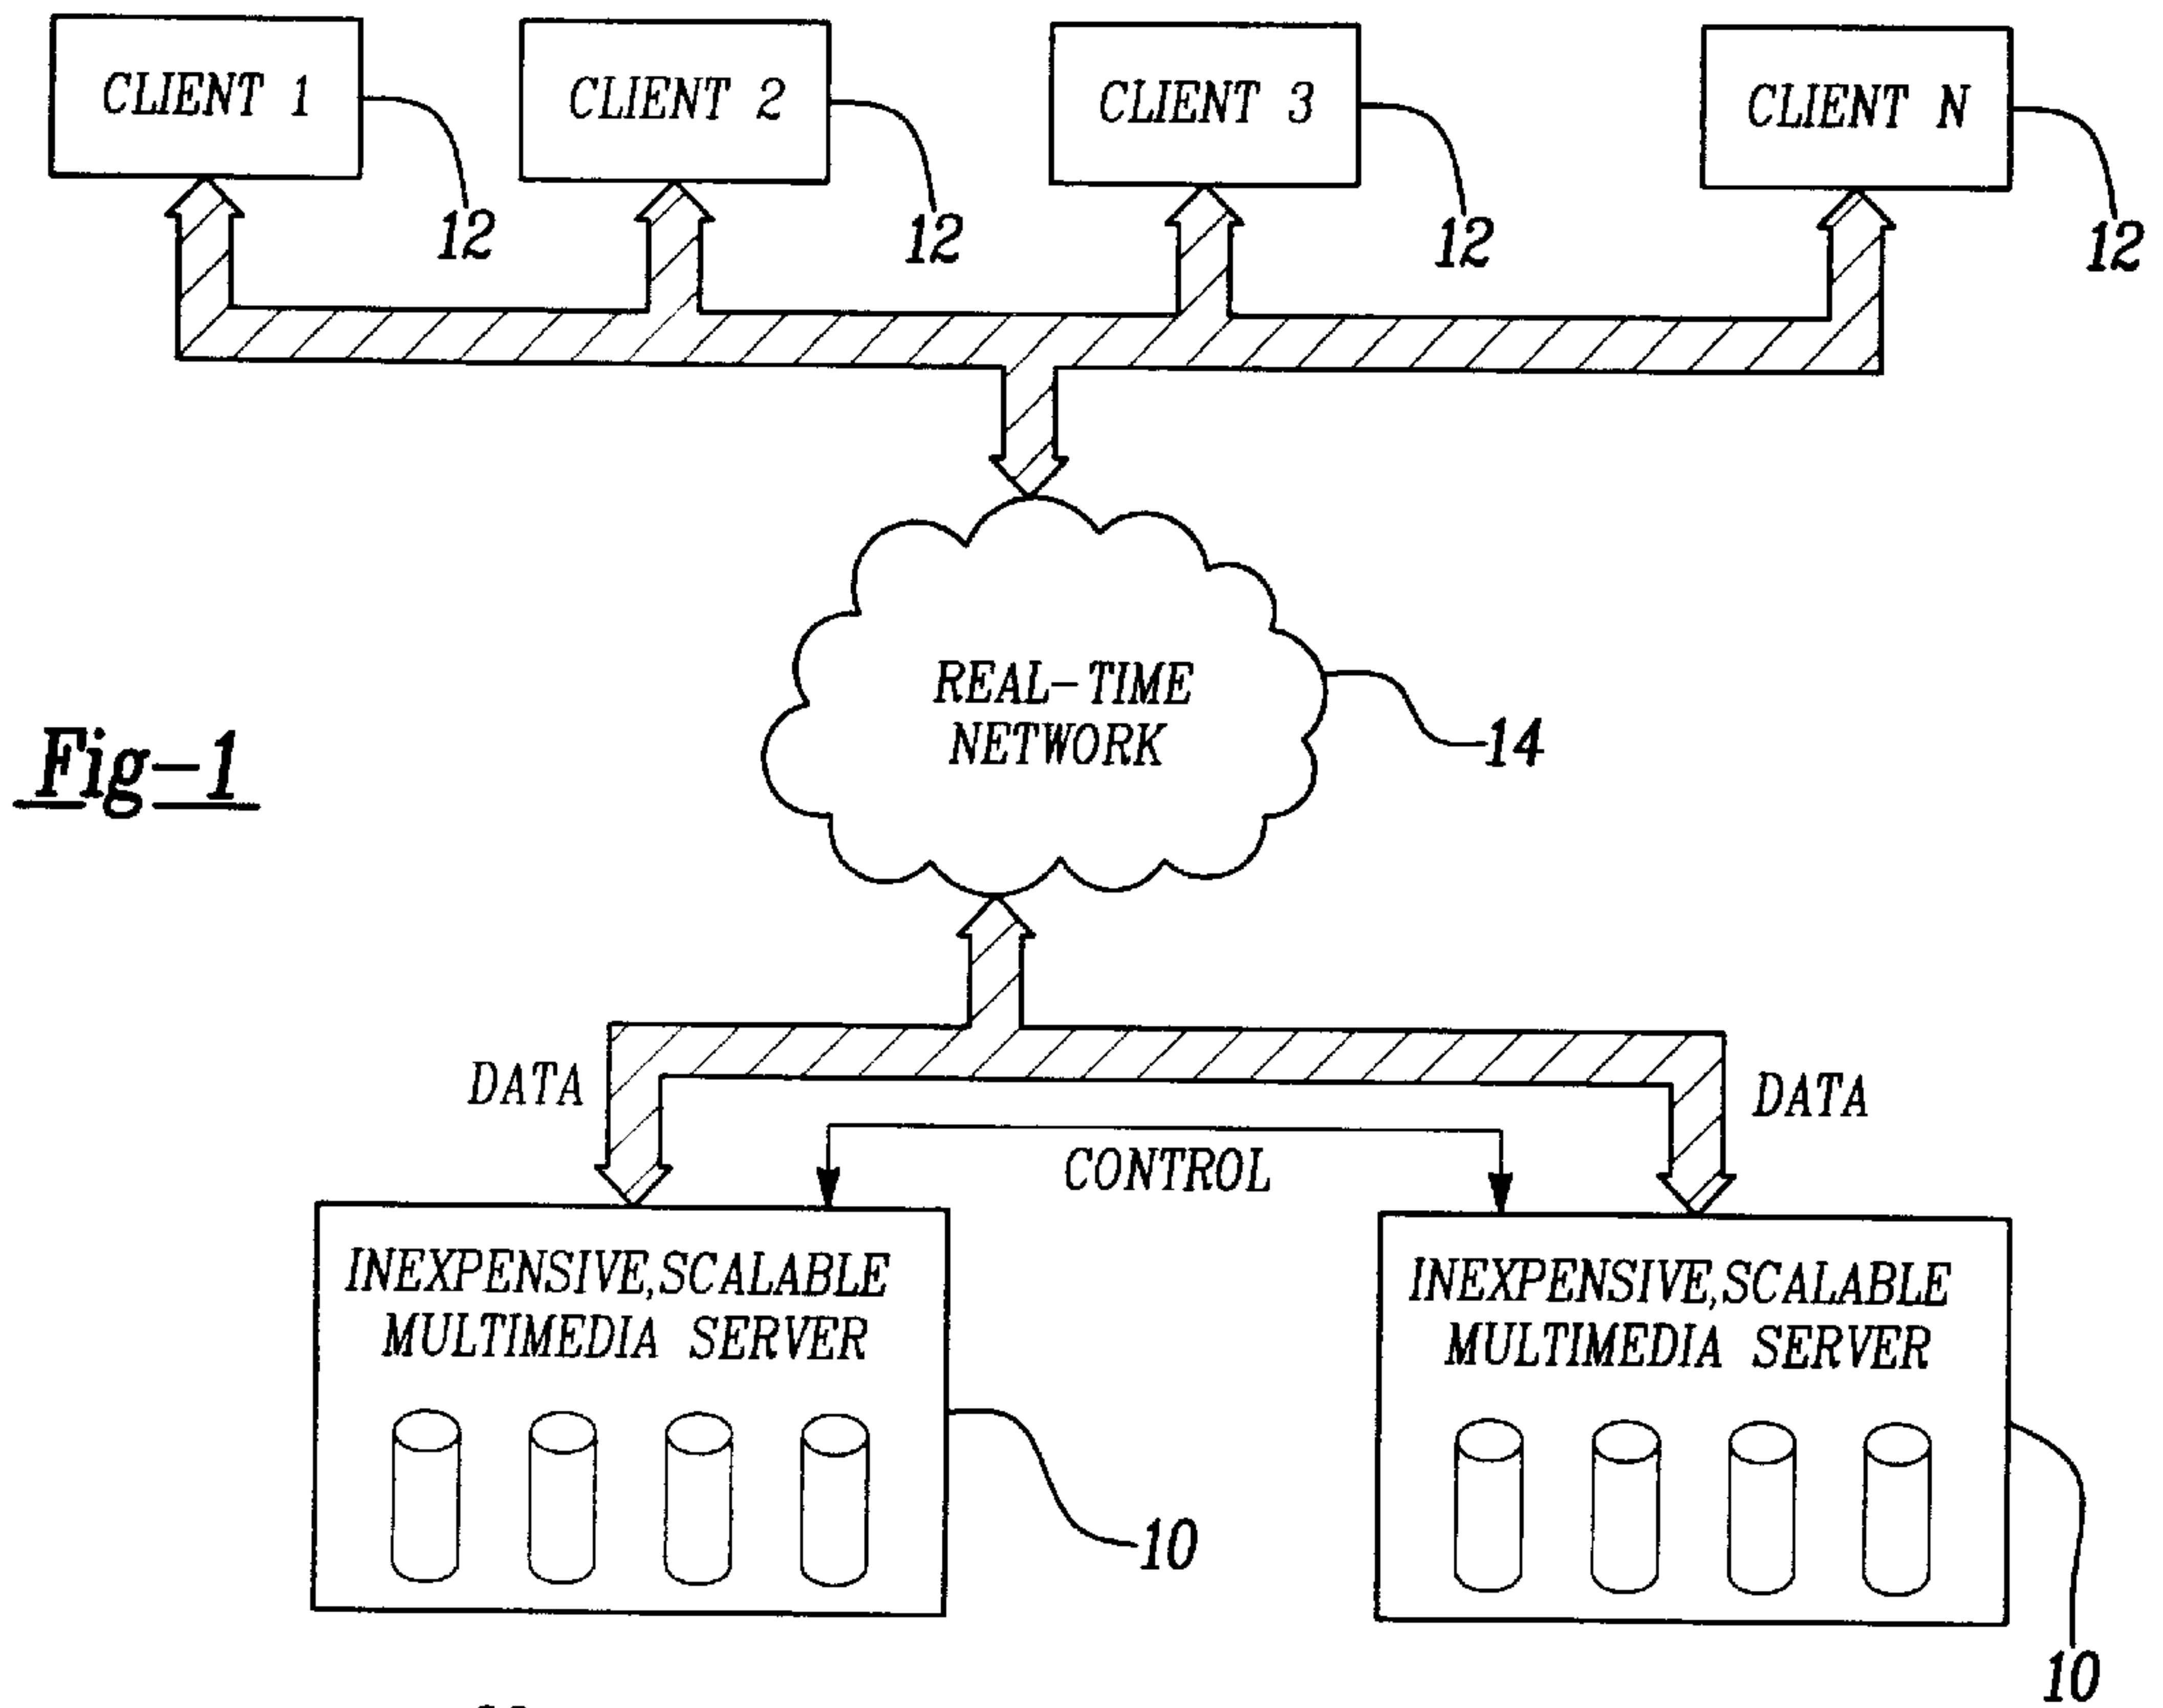 CLIENT 1
CLIENT 2
CLIENT 3
CLIENT N
12
12
12
12
REAL-TIME
NETWORK
14
Fig-1
DATA
DATA
CONTROL
INEXPENSIVE,SCALABLE
MULTIMEDIA SERVER
INEXPENSIVE,SCALABLE
MULTIMEDIA SERVER
10
10